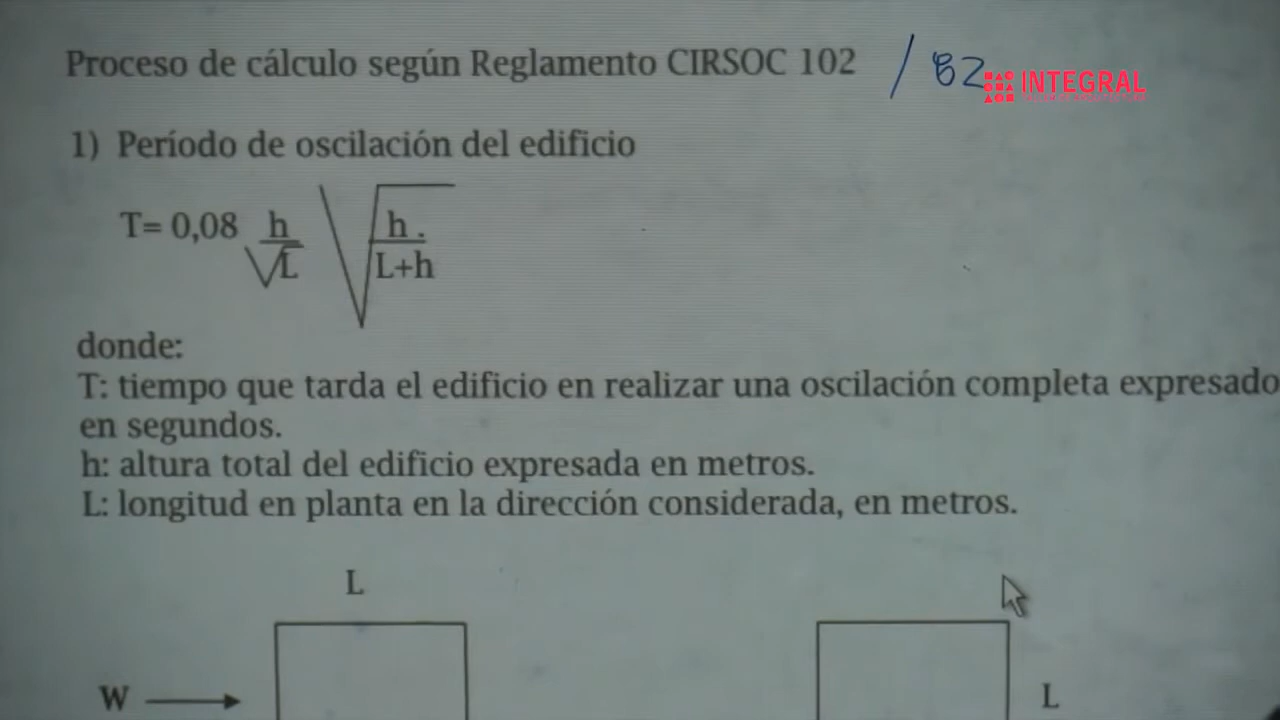 Proceso de cálculo según Reglamento CIRSOC 102 / 82
INTEGRAL
1) Período de oscilación del edificio
T= 0,08 h/√L √(h ./L+h)
donde:
T: tiempo que tarda el edificio en realizar una oscilación completa expresado
en segundos.
h: altura total del edificio expresada en metros.
L: longitud en planta en la dirección considerada, en metros.
L
W
L